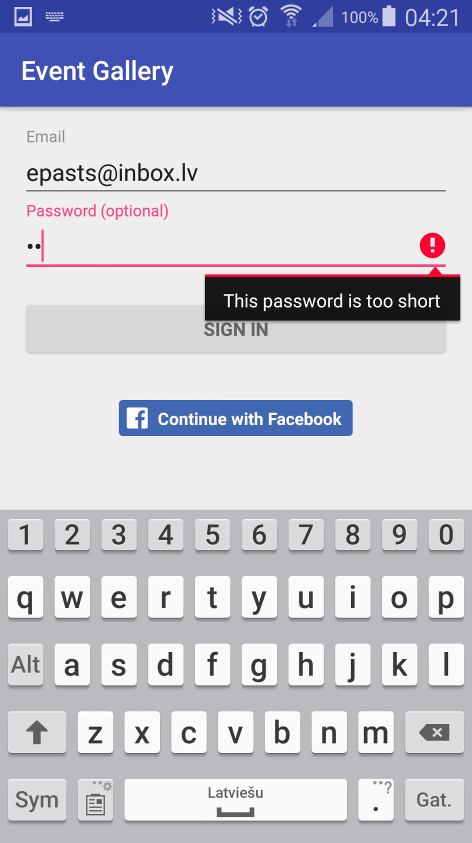 100% 04:21
Event Gallery
Email
epasts@inbox.lv
Password (optional)
••
This password is too short
SIGN IN
Continue with Facebook
1 2 3 4 5 6 7 8 9 0
q w e r t y u i o p
Alt a s d f g h j k l
z x c v b n m
Sym Latviešu . ? Gat.